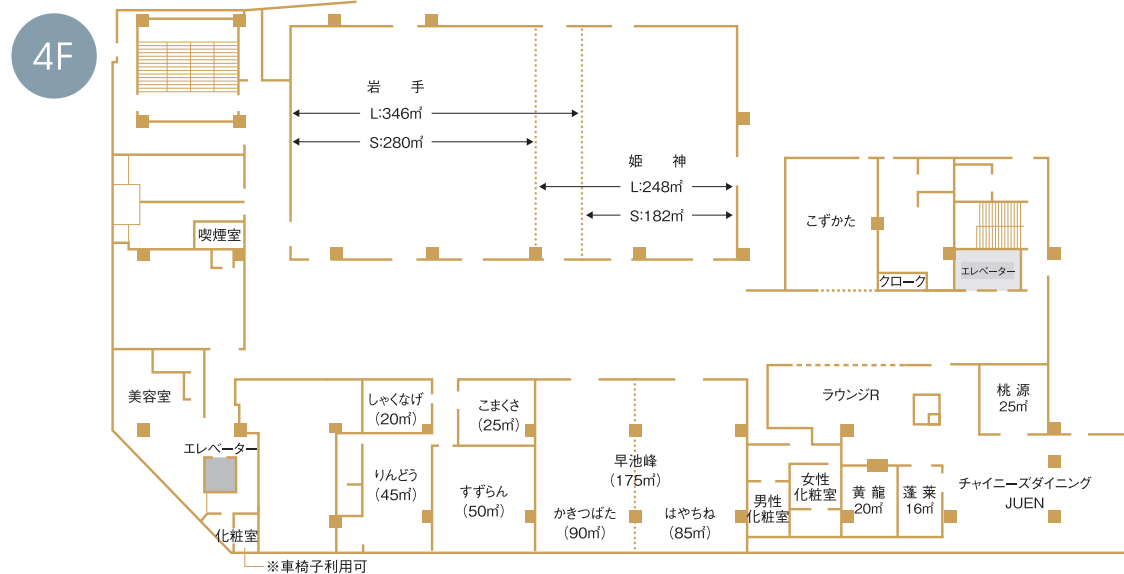 4F
岩 手
L:346㎡
S:280㎡
姫 神
L:248㎡
S:182㎡
こずかた
喫煙室
クローク
エレベーター
美容室
しゃくなげ
(20㎡)
こまくさ
(25㎡)
ラウンジR
桃 源
25㎡
エレベーター
りんどう
(45㎡)
すずらん
(50㎡)
早池峰
(175㎡)
かきつばた
(90㎡)
はやちね
(85㎡)
男性
化粧室
女性
化粧室
黄 龍
20㎡
蓬 莱
16㎡
チャイニーズダイニング
JUEN
化粧室
※車椅子利用可